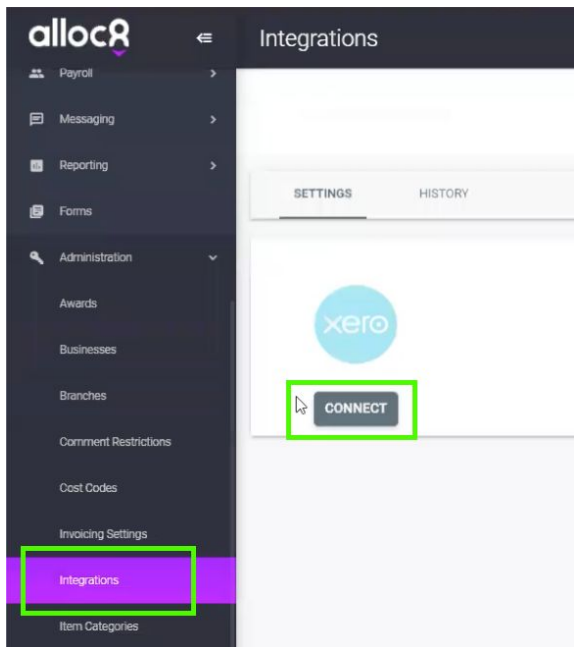 alloc8
Integrations
Payroll
Messaging
Reporting
Forms
Administration
Awards
Businesses
Branches
Comment Restrictions
Cost Codes
Invoicing Settings
Integrations
Item Categories
SETTINGS HISTORY
xero
CONNECT